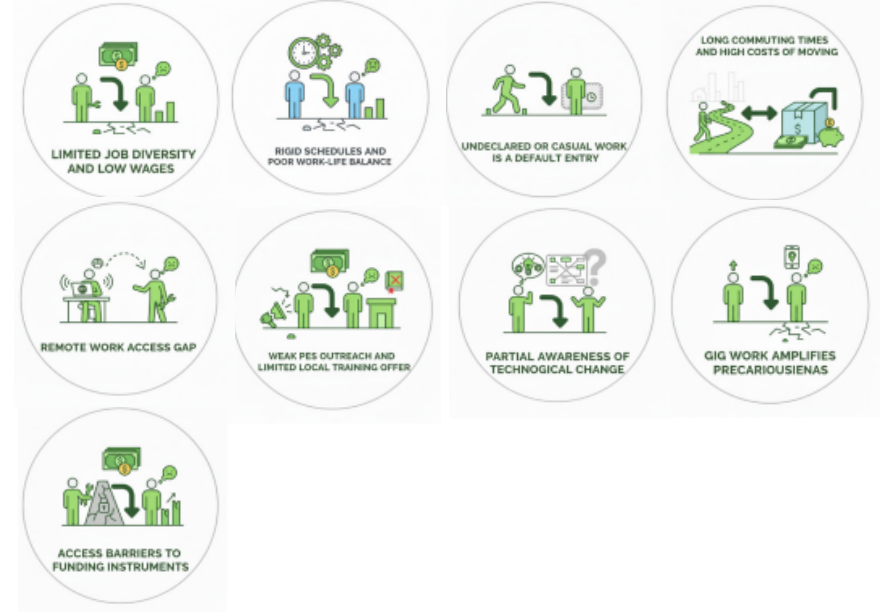 LIMITED JOB DIVERSITY
AND LOW WAGES
RIGID SCHEDULES AND
POOR WORK-LIFE BALANCE
UNDECLARED OR CASUAL WORK
IS A DEFAULT ENTRY
LONG COMMUTING TIMES
AND HIGH COSTS OF MOVING
REMOTE WORK ACCESS GAP
WEAK PES OUTREACH AND
LIMITED LOCAL TRAINING OFFER
PARTIAL AWARENESS OF
TECHNOGICAL CHANGE
GIG WORK AMPLIFIES
PRECARIOUSIENAS
ACCESS BARRIERS TO
FUNDING INSTRUMENTS